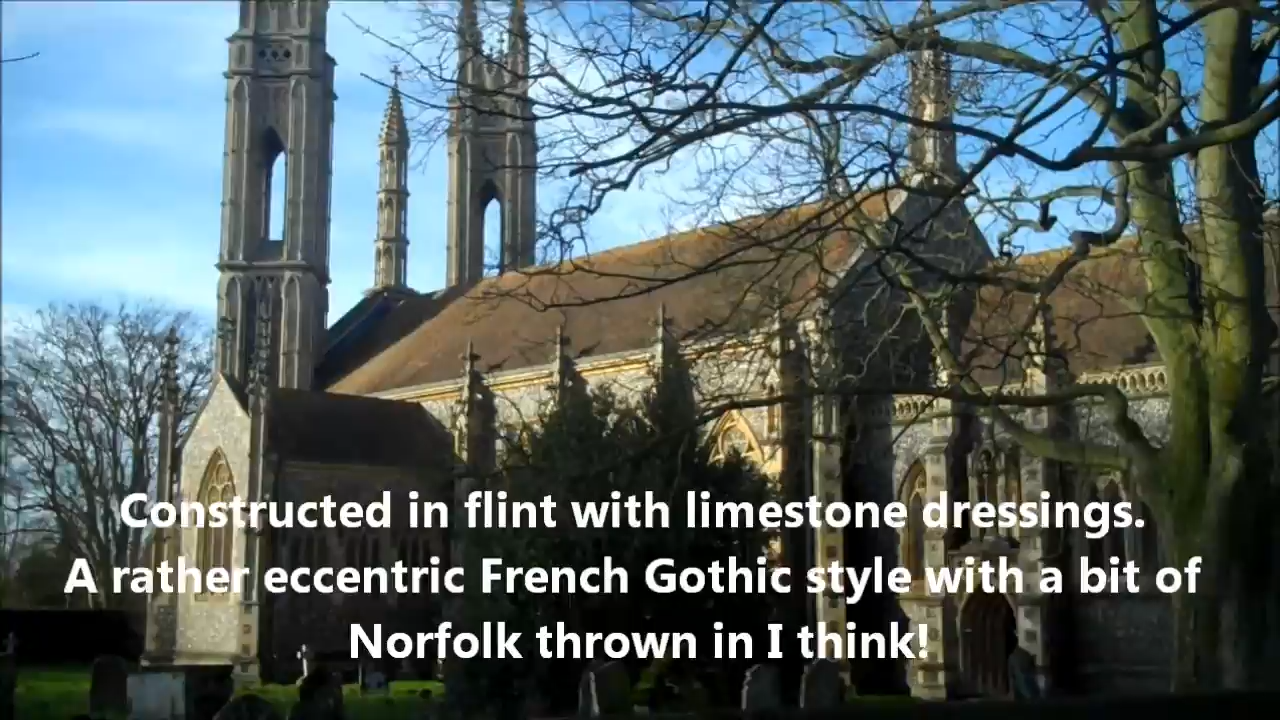 Constructed in flint with limestone dressings.
A rather eccentric French Gothic style with a bit of
Norfolk thrown in I think!